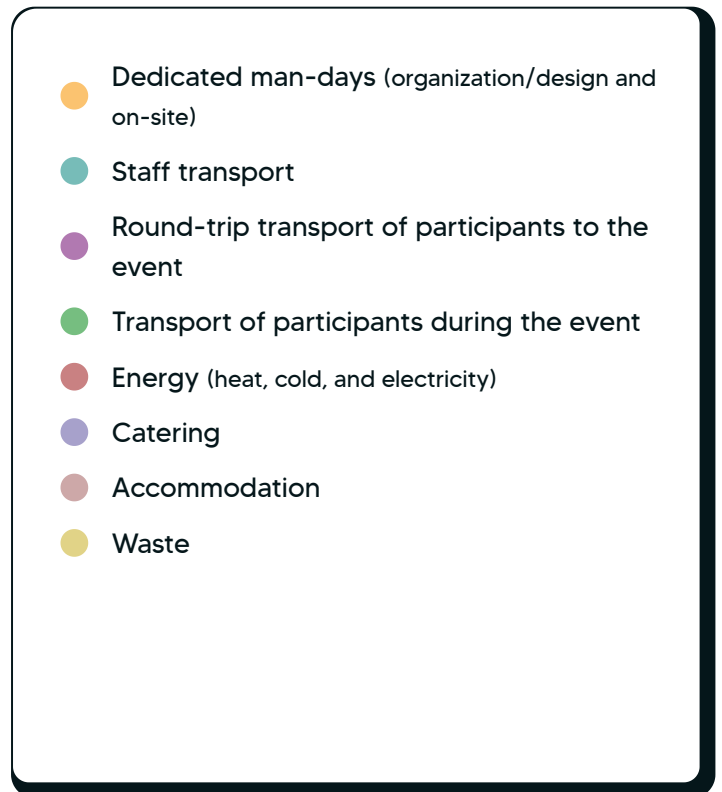 Dedicated man-days (organization/design and
on-site)
Staff transport
Round-trip transport of participants to the
event
Transport of participants during the event
Energy (heat, cold, and electricity)
Catering
Accommodation
Waste